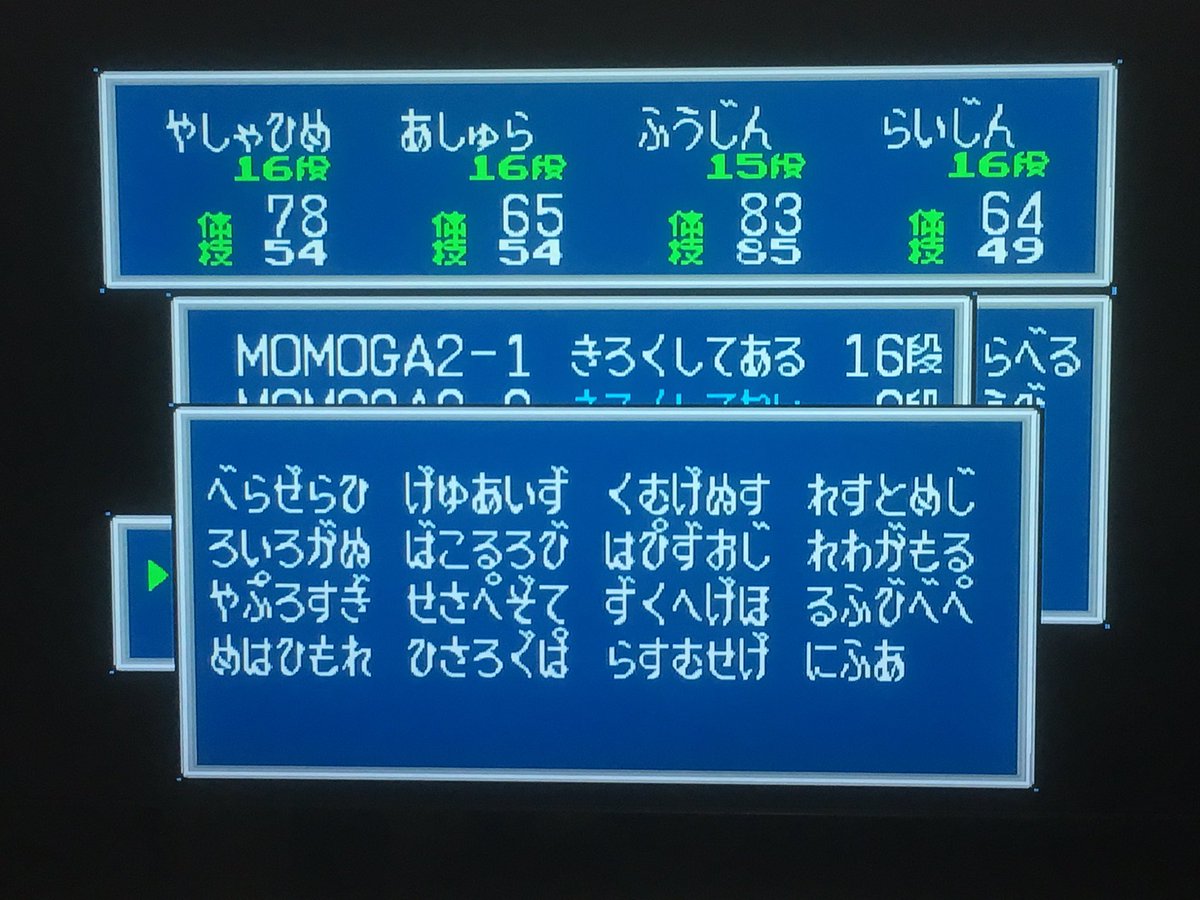 やしゃひめ あしゅら ふうじん らいじん
16段 16段 15段 16段
体 78 体 65 体 83 体 64
技 54 技 54 技 85 技 49
MOMOGA2-1 きろくしてある 16段 らべる
べらぜらひ げゅあいず くむげぬす れすとめじ
ろいろがぬ ばこるろび はぴずおじ れわがもる
やぷろすぎ せさぺぞて ずくへげほ るふびべぺ
めはひもれ ひさろぐぱ らすむせげ にふあ